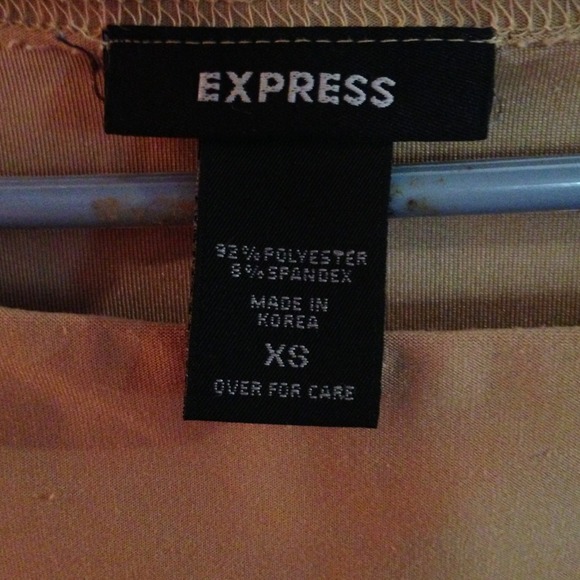 EXPRESS
92% POLYESTER
8% SPANDEX
MADE IN
KOREA
XS
OVER FOR CARE